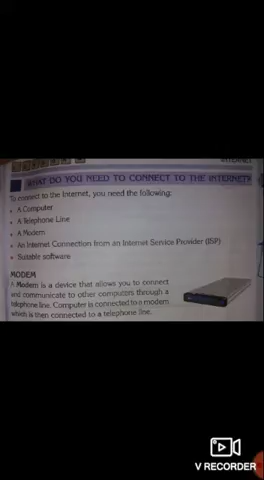 INTERNET
WHAT DO YOU NEED TO CONNECT TO THE INTERNET?
To connect to the Internet, you need the following:
• A Computer
• A Telephone Line
• A Modem
• An Internet Connection from an Internet Service Provider (ISP)
• Suitable software
MODEM
A Modem is a device that allows you to connect
and communicate to other computers through a
telephone line. Computer is connected to a modem
which is then connected to a telephone line.
V RECORDER